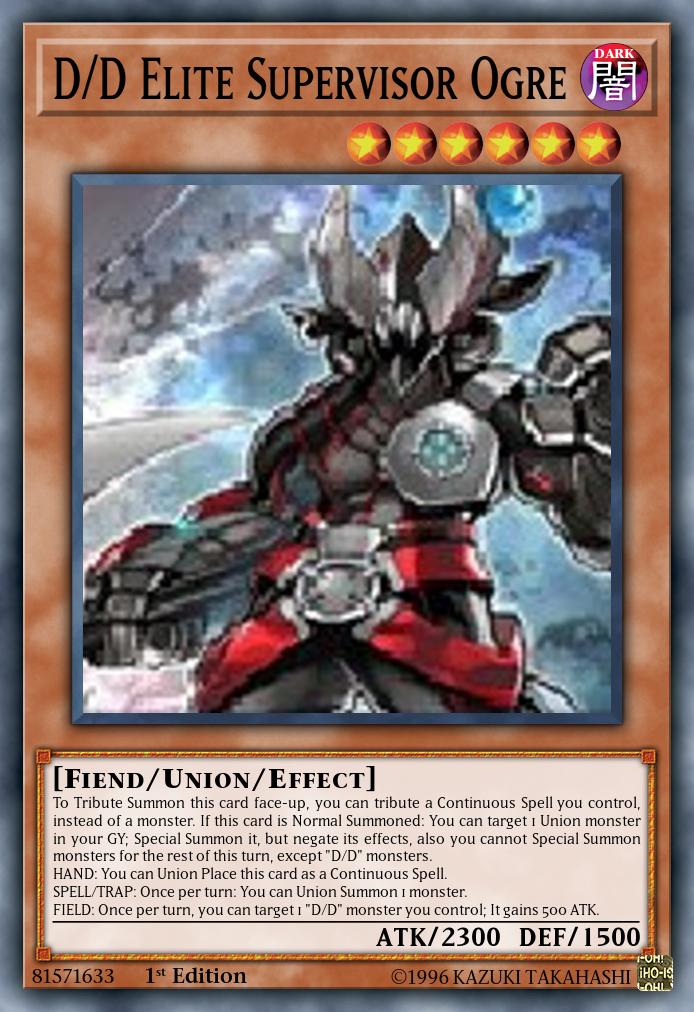 D/D Elite Supervisor Ogre
DARK
闇
[Fiend/Union/Effect]
To Tribute Summon this card face-up, you can tribute a Continuous Spell you control,
instead of a monster. If this card is Normal Summoned: You can target 1 Union monster
in your GY; Special Summon it, but negate its effects, also you cannot Special Summon
monsters for the rest of this turn, except "D/D" monsters.
HAND: You can Union Place this card as a Continuous Spell.
SPELL/TRAP: Once per turn: You can Union Summon 1 monster.
FIELD: Once per turn, you can target 1 "D/D" monster you control; It gains 500 ATK.
ATK/2300 DEF/1500
81571633 1st Edition ©1996 KAZUKI TAKAHASHI